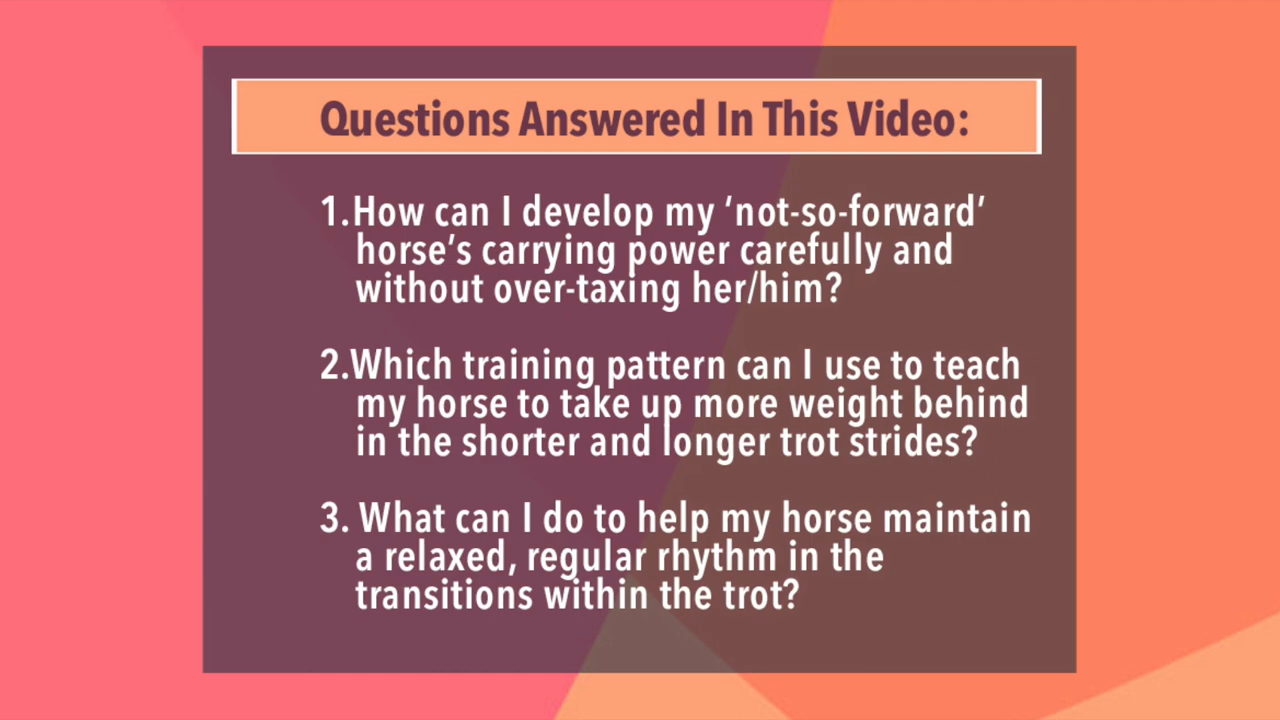 Questions Answered In This Video:
1.How can I develop my ‘not-so-forward’
horse’s carrying power carefully and
without over-taxing her/him?
2.Which training pattern can I use to teach
my horse to take up more weight behind
in the shorter and longer trot strides?
3. What can I do to help my horse maintain
a relaxed, regular rhythm in the
transitions within the trot?